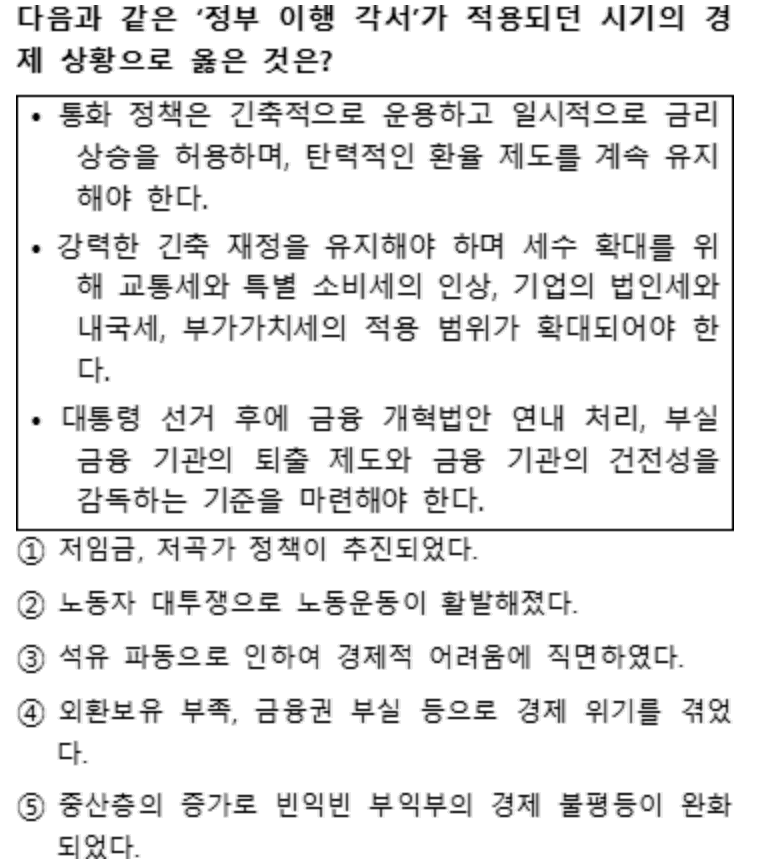 다음과 같은 ‘정부 이행 각서’가 적용되던 시기의 경
제 상황으로 옳은 것은?
• 통화 정책은 긴축적으로 운용하고 일시적으로 금리
상승을 허용하며, 탄력적인 환율 제도를 계속 유지
해야 한다.
• 강력한 긴축 재정을 유지해야 하며 세수 확대를 위
해 교통세와 특별 소비세의 인상, 기업의 법인세와
내국세, 부가가치세의 적용 범위가 확대되어야 한
다.
• 대통령 선거 후에 금융 개혁법안 연내 처리, 부실
금융 기관의 퇴출 제도와 금융 기관의 건전성을
감독하는 기준을 마련해야 한다.
① 저임금, 저곡가 정책이 추진되었다.
② 노동자 대투쟁으로 노동운동이 활발해졌다.
③ 석유 파동으로 인하여 경제적 어려움에 직면하였다.
④ 외환보유 부족, 금융권 부실 등으로 경제 위기를 겪었
다.
⑤ 중산층의 증가로 빈익빈 부익부의 경제 불평등이 완화
되었다.